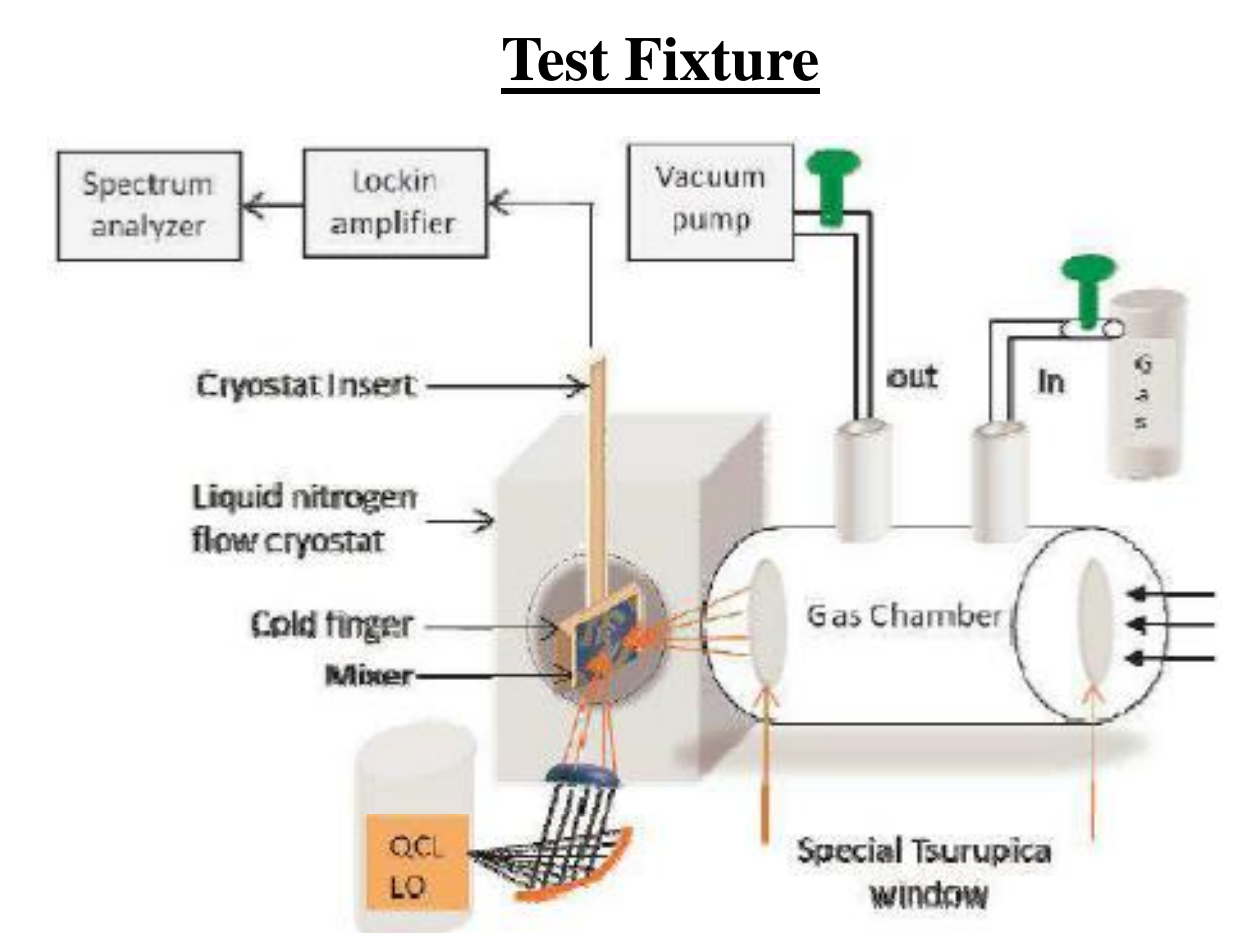 Test Fixture
Spectrum
analyzer
Lockin
amplifier
Vacuum
pump
Cryostat Insert
out
In
Gas
Liquid nitrogen
flow cryostat
Cold finger
Mixer
Gas Chamber
QCL
LO
Special Tsurupica
window